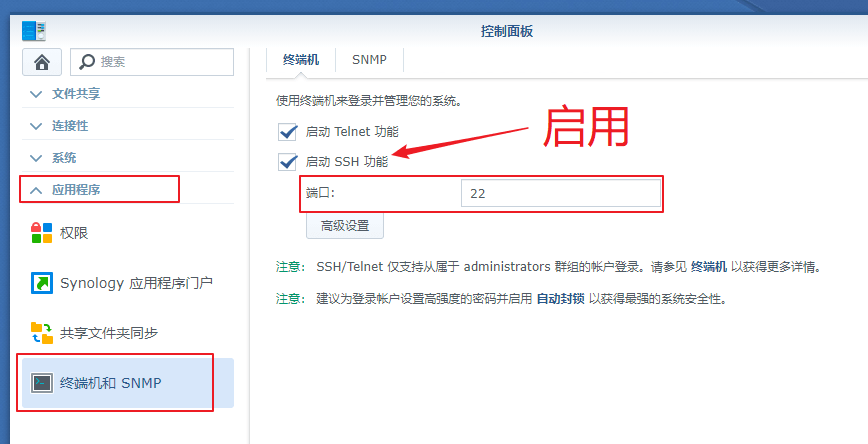 控制面板
搜索
文件共享
连接性
系统
应用程序
权限
Synology 应用程序门户
共享文件夹同步
终端机和 SNMP
终端机
SNMP
使用终端机来登录并管理您的系统。
启动 Telnet 功能
启动 SSH 功能
启用
端口:
22
高级设置
注意: SSH/Telnet 仅支持从属于 administrators 群组的帐户登录。请参见 终端机 以获得更多详情。
注意: 建议为登录帐户设置高强度的密码并启用 自动封锁 以获得最强的系统安全性。